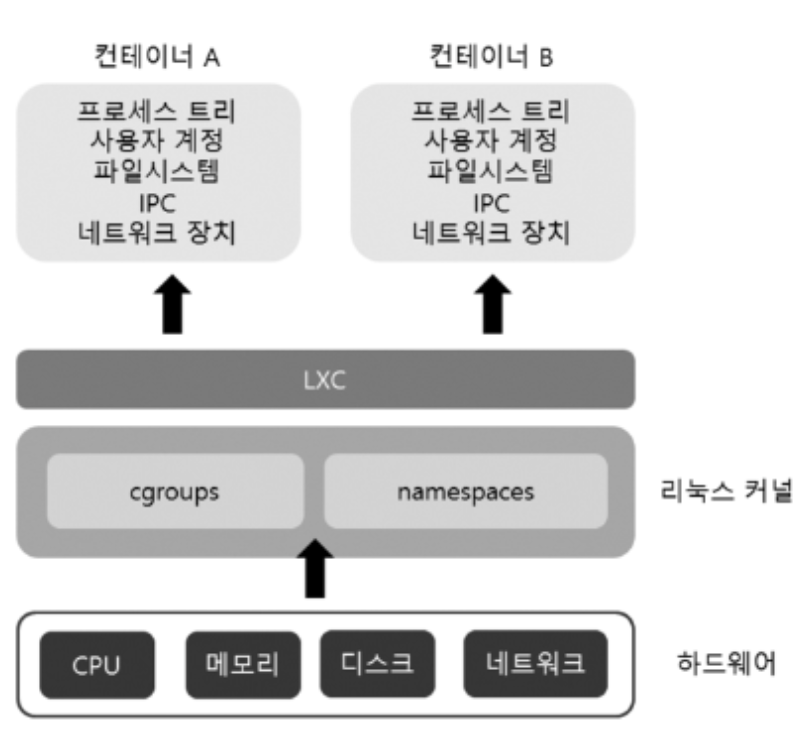 컨테이너 A
컨테이너 B
프로세스 트리
사용자 계정
파일시스템
IPC
네트워크 장치
프로세스 트리
사용자 계정
파일시스템
IPC
네트워크 장치
LXC
cgroups
namespaces
리눅스 커널
CPU
메모리
디스크
네트워크
하드웨어